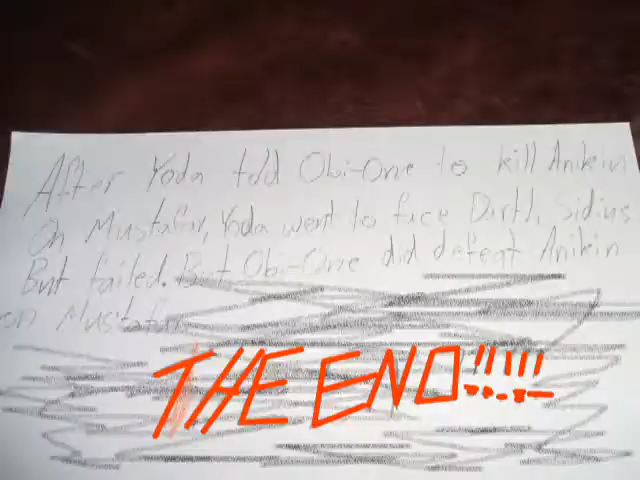 After Yoda told Obi-One to kill Anikin
On Mustafar, Yoda went to face Darth Sidius
But failed. But Obi-One did defeat Anikin
on Mustafar
THE END!!!!!